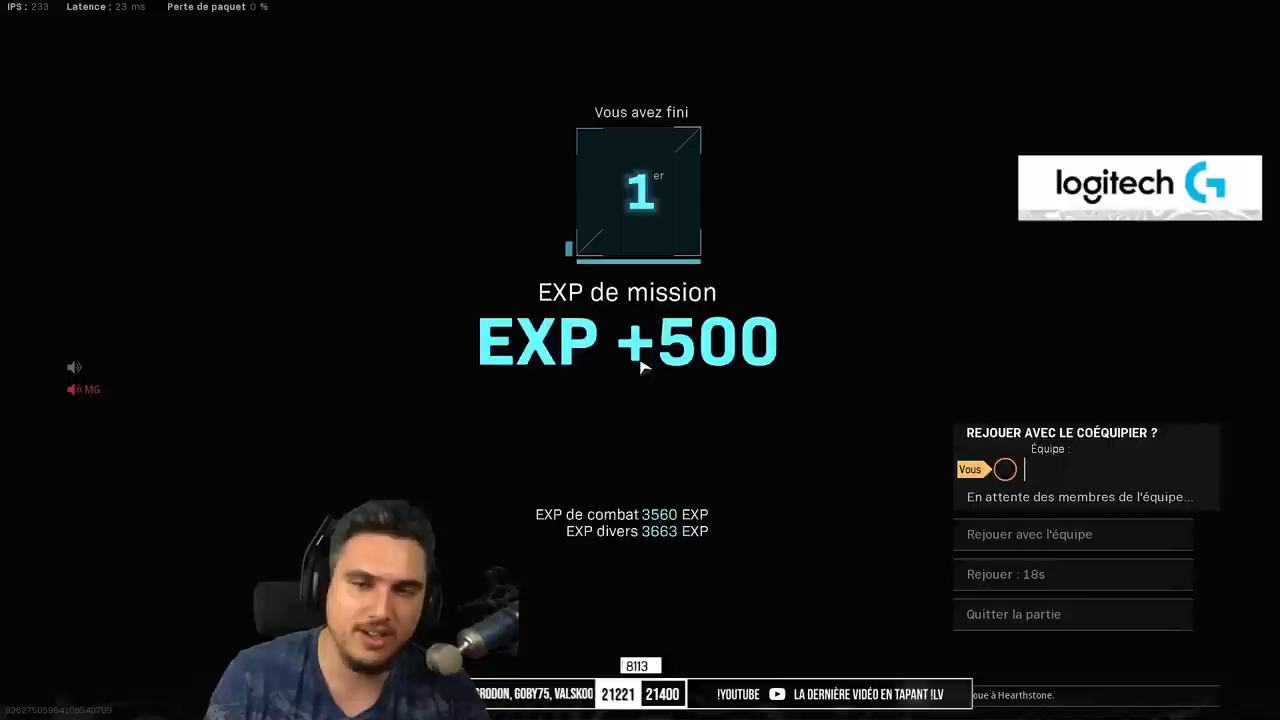 IPS : 233 Latence : 23 ms Perte de paquet 0 %
Vous avez fini
1er
logitech G
EXP de mission
EXP +500
MG
REJOUER AVEC LE COÉQUIPIER ?
Équipe :
Vous
En attente des membres de l'équipe...
EXP de combat 3560 EXP
EXP divers 3663 EXP
Rejouer avec l'équipe
Rejouer : 18s
Quitter la partie
8113
GOBY75, VALSKOO 21221 21400 !YOUTUBE LA DERNIÈRE VIDÉO EN TAPANT !LV
oue à Hearthstone.